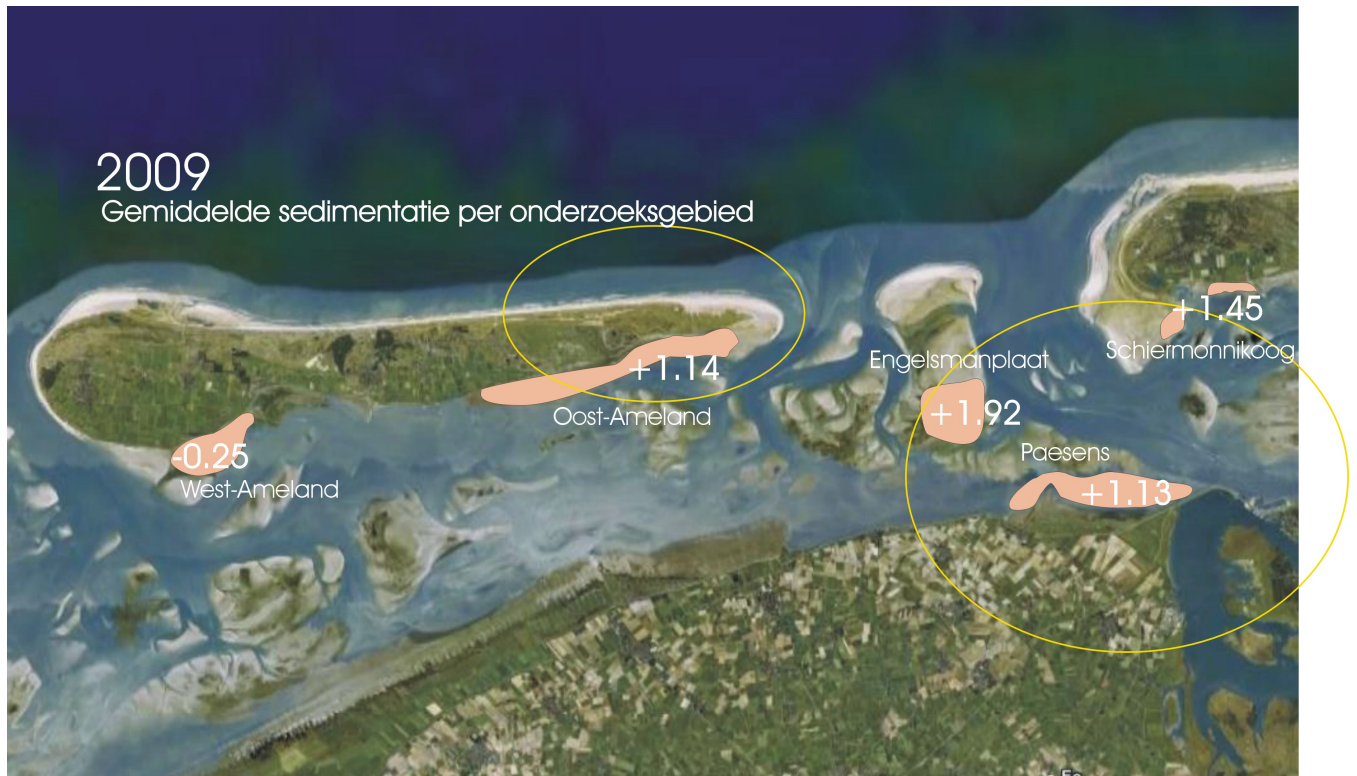 2009
Gemiddelde sedimentatie per onderzoeksgebied
+1.45
Schiermonnikoog
Engelsmanplaat
+1.14
+1.92
Oost-Ameland
Paesens
-0.25
West-Ameland
+1.13